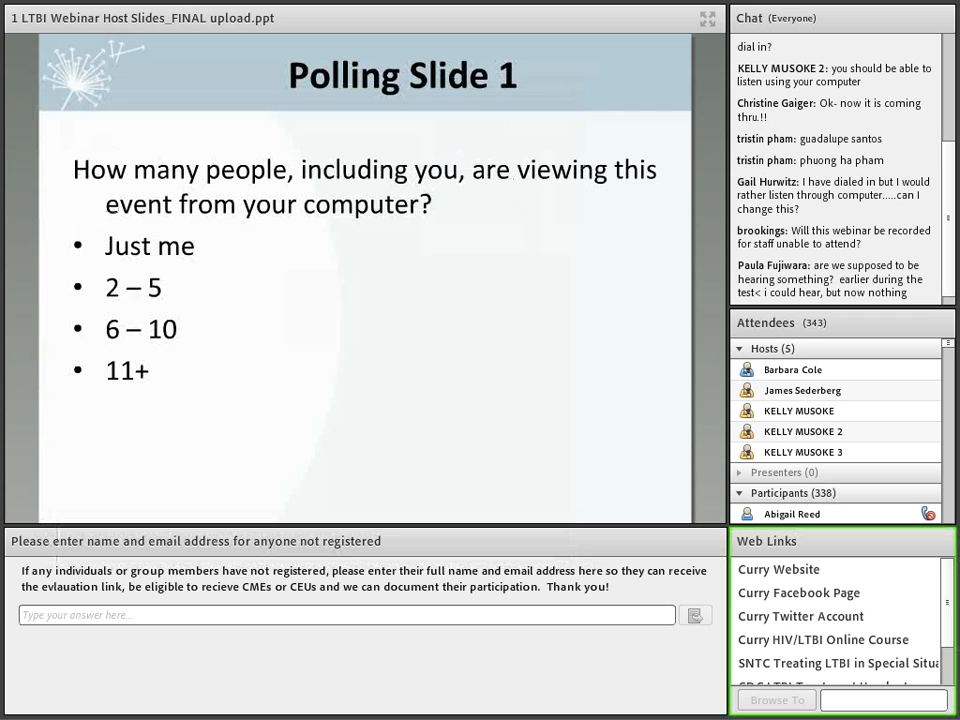 1 LTBI Webinar Host Slides_FINAL upload.ppt
Polling Slide 1
How many people, including you, are viewing this
event from your computer?
• Just me
• 2 – 5
• 6 – 10
• 11+
Chat (Everyone)
dial in?
KELLY MUSOKE 2: you should be able to
listen using your computer
Christine Gaiger: Ok- now it is coming
thru.!!
tristin pham: guadalupe santos
tristin pham: phuong ha pham
Gail Hurwitz: I have dialed in but I would
rather listen through computer.....can I
change this?
brookings: Will this webinar be recorded
for staff unable to attend?
Paula Fujiwara: are we supposed to be
hearing something? earlier during the
test< i could hear, but now nothing
Attendees (343)
Hosts (5)
Barbara Cole
James Sederberg
KELLY MUSOKE
KELLY MUSOKE 2
KELLY MUSOKE 3
Presenters (0)
Participants (338)
Abigail Reed
Please enter name and email address for anyone not registered
If any individuals or group members have not registered, please enter their full name and email address here so they can receive
the evlauation link, be eligible to recieve CMEs or CEUs and we can document their participation. Thank you!
Type your answer here...
Web Links
Curry Website
Curry Facebook Page
Curry Twitter Account
Curry HIV/LTBI Online Course
SNTC Treating LTBI in Special Situa
Browse To